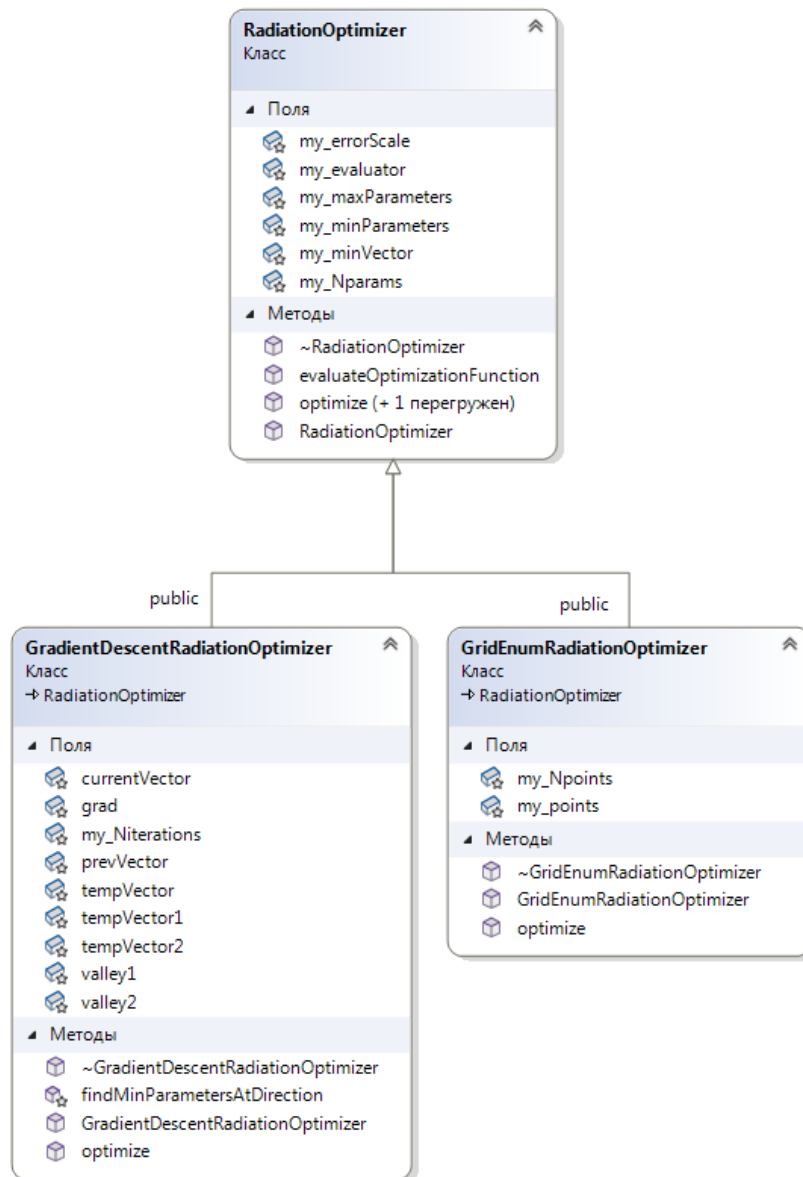 RadiationOptimizer
Класс
Поля
my_errorScale
my_evaluator
my_maxParameters
my_minParameters
my_minVector
my_Nparams
Методы
~RadiationOptimizer
evaluateOptimizationFunction
optimize (+ 1 перегружен)
RadiationOptimizer
public
public
GradientDescentRadiationOptimizer
Класс
RadiationOptimizer
Поля
currentVector
grad
my_Niterations
prevVector
tempVector
tempVector1
tempVector2
valley1
valley2
Методы
~GradientDescentRadiationOptimizer
findMinParametersAtDirection
GradientDescentRadiationOptimizer
optimize
GridEnumRadiationOptimizer
Класс
RadiationOptimizer
Поля
my_Npoints
my_points
Методы
~GridEnumRadiationOptimizer
GridEnumRadiationOptimizer
optimize